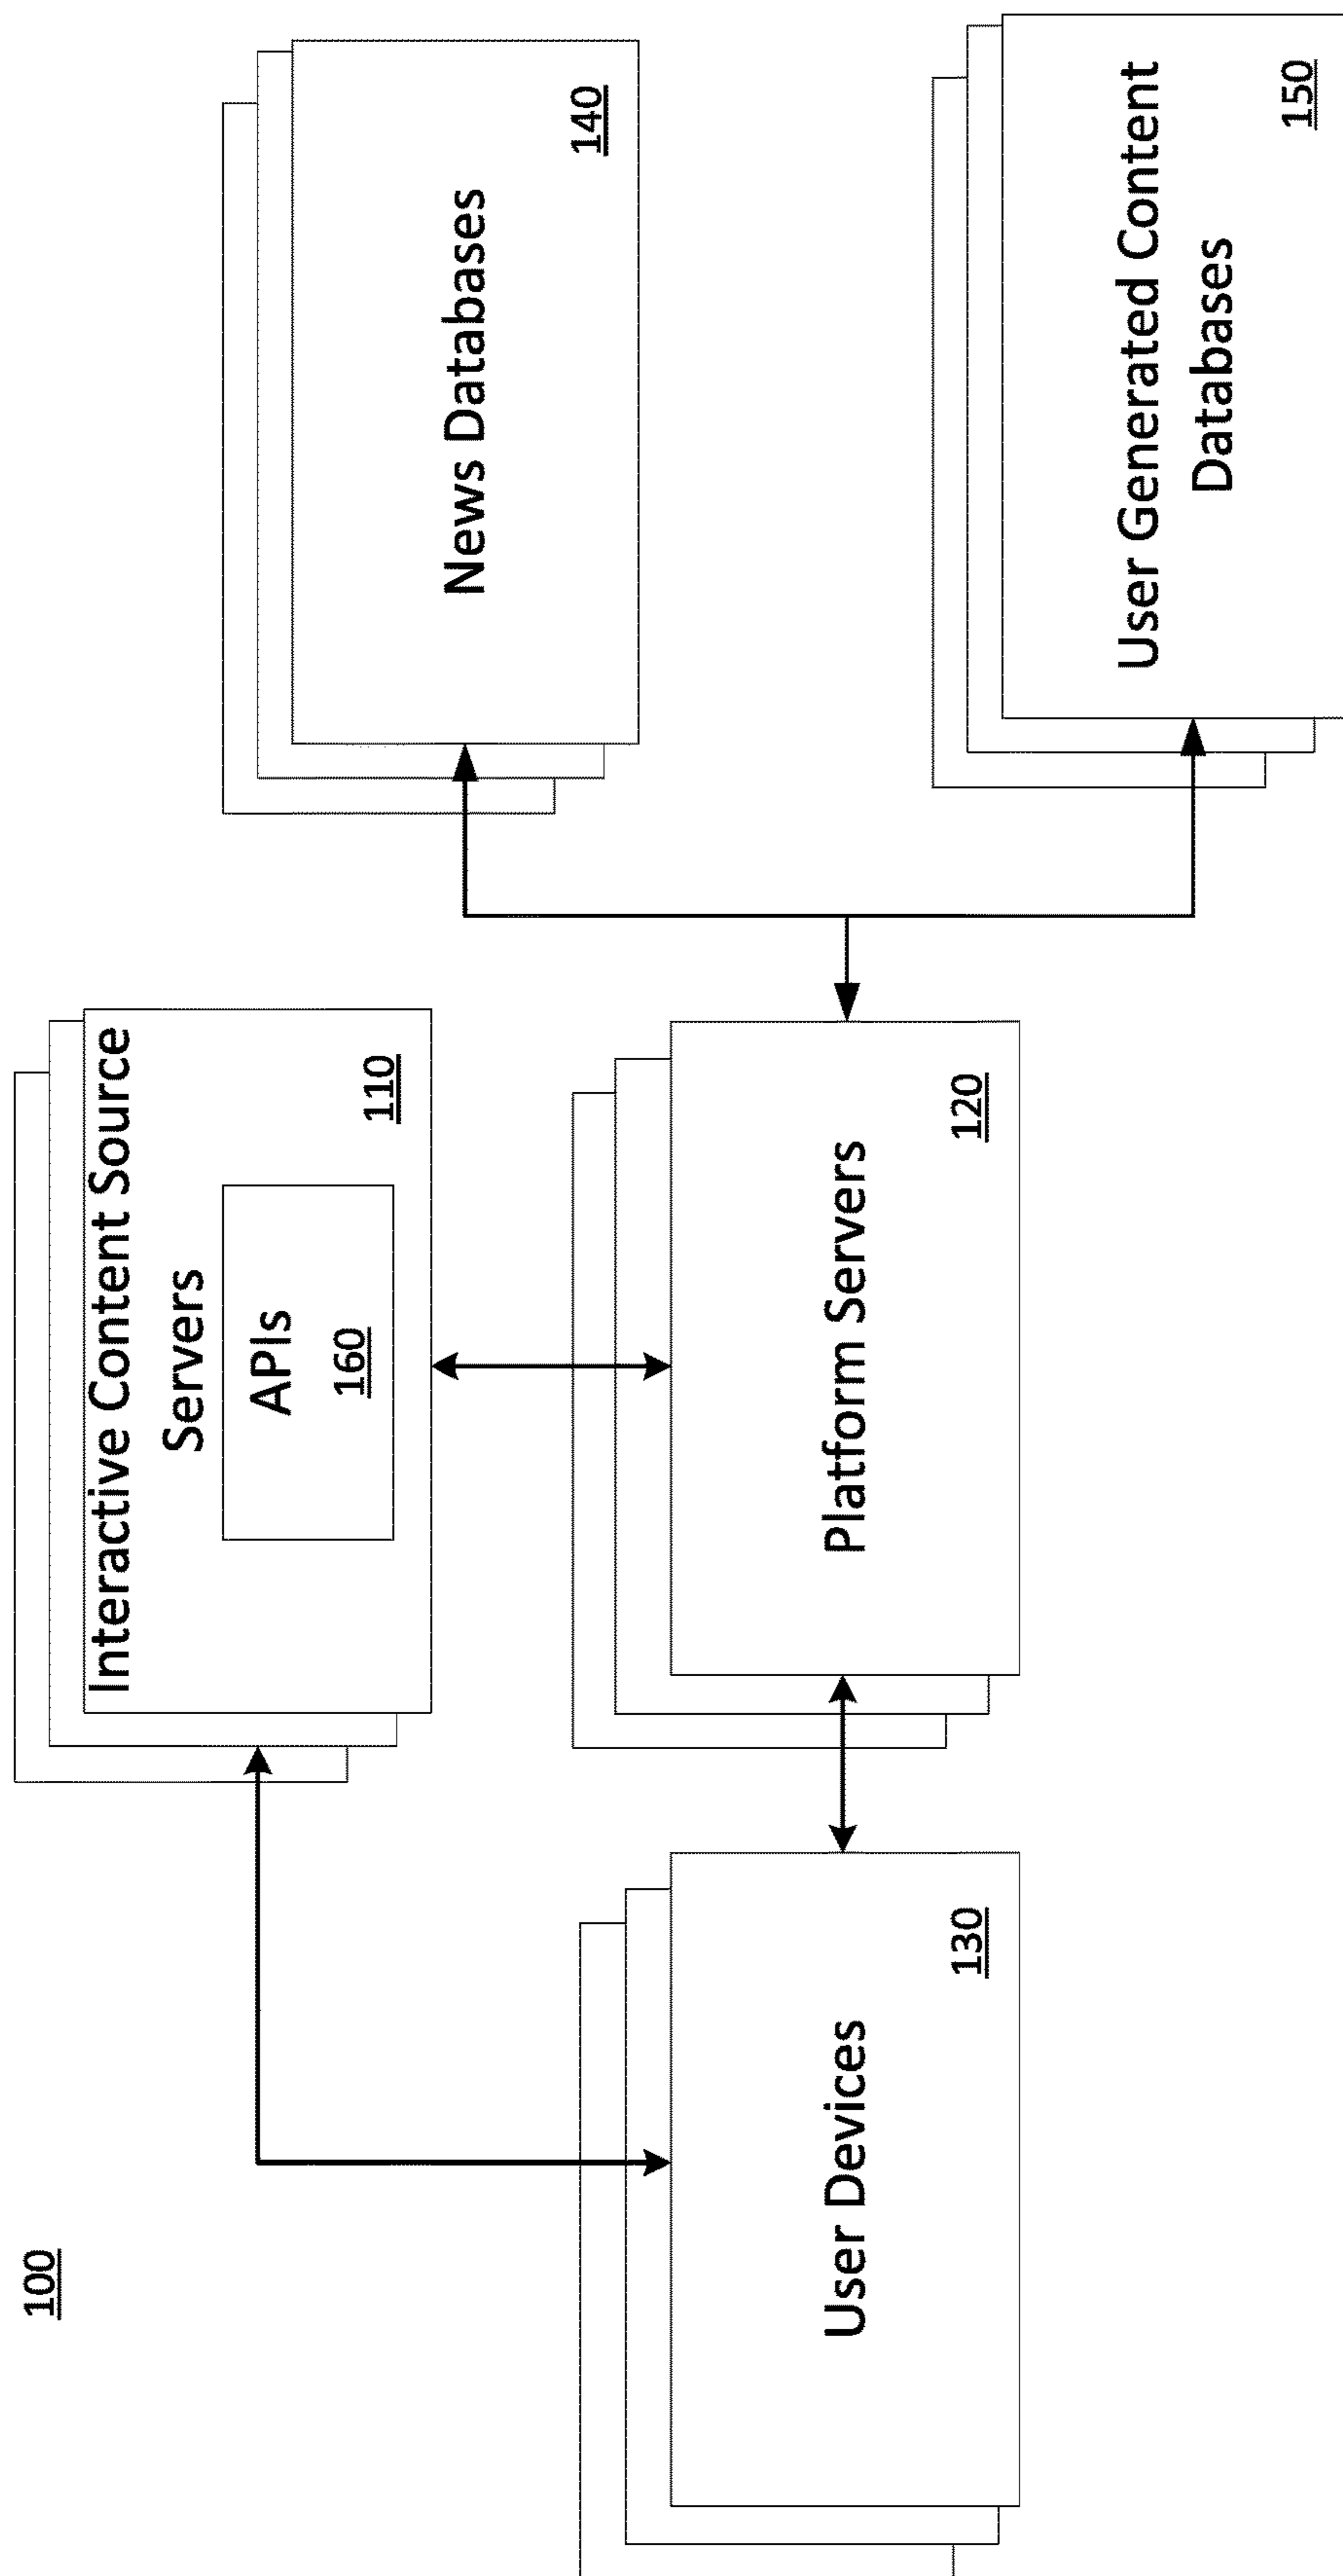 100
Interactive Content Source
Servers
110
APIs
160
News Databases
140
User Devices
130
Platform Servers
120
User Generated Content
Databases
150